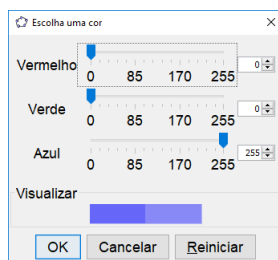 Escolha uma cor
Vermelho 0 85 170 255 0
Verde 0 85 170 255 0
Azul 0 85 170 255 255
Visualizar
OK Cancelar Reiniciar